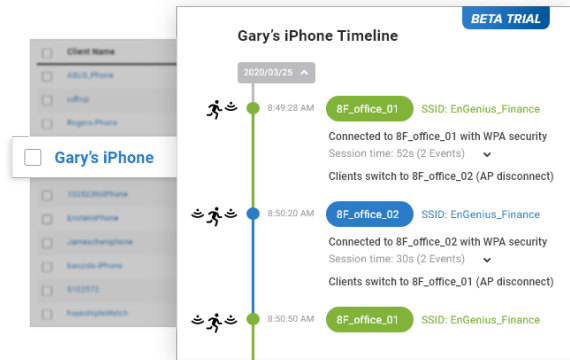 BETA TRIAL
Gary's iPhone Timeline
2020/03/25
Client Name
ASUS_Phone
Rogers-Phone
Gary's iPhone
Jameschenphone
S102572
8:49:28 AM
8F_office_01
SSID: EnGenius_Finance
Connected to 8F_office_01 with WPA security
Session time: 52s (2 Events)
Clients switch to 8F_office_02 (AP disconnect)
8:50:20 AM
8F_office_02
SSID: EnGenius_Finance
Connected to 8F_office_02 with WPA security
Session time: 30s (2 Events)
Clients switch to 8F_office_01 (AP disconnect)
8:50:50 AM
8F_office_01
SSID: EnGenius_Finance